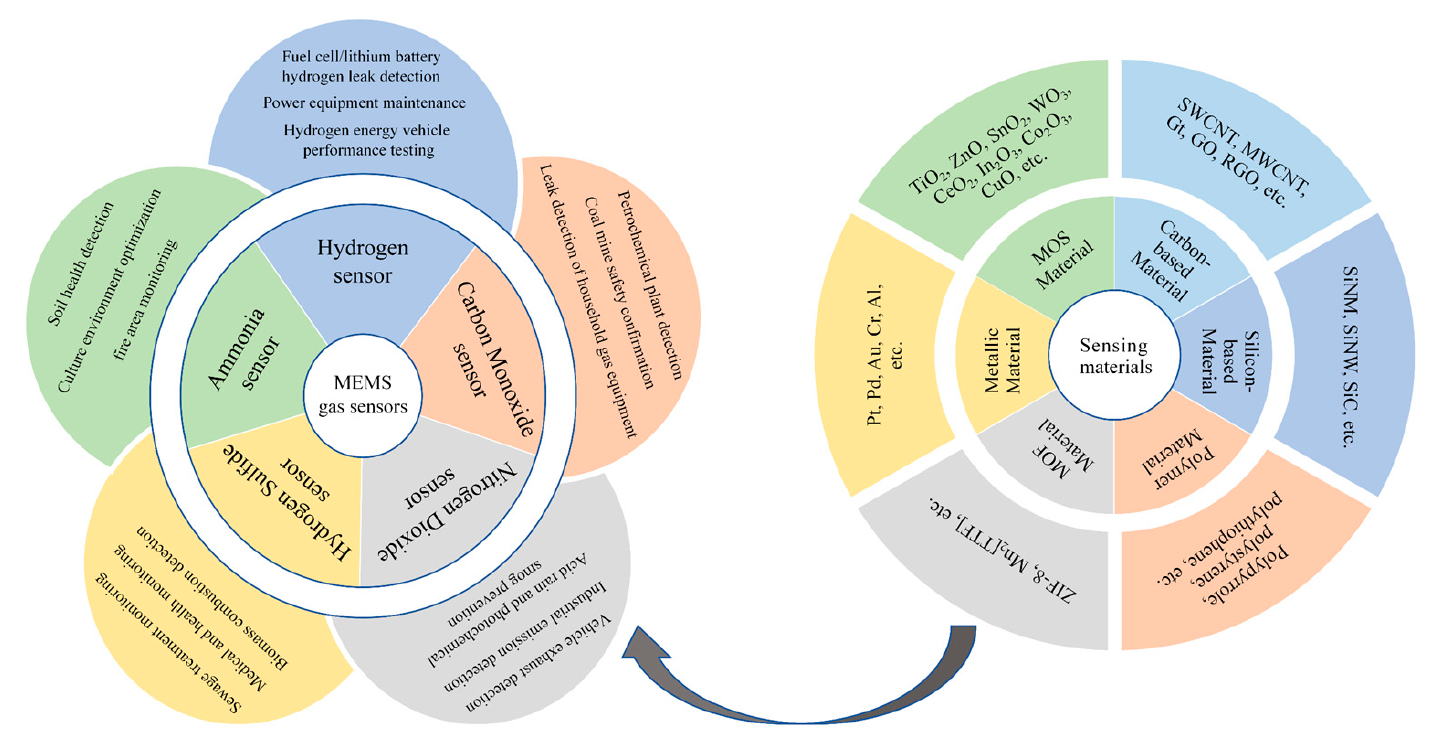 Fuel cell/lithium battery
hydrogen leak detection
Power equipment maintenance
Hydrogen energy vehicle
performance testing
Hydrogen
sensor
Leak detection of household gas equipment
Coal mine safety confirmation
Petrochemical plant detection
Carbon Monoxide
sensor
Nitrogen Dioxide
sensor
Vehicle exhaust detection
Industrial emission detection
Acid rain and photochemical
smog prevention
Hydrogen Sulfide
sensor
Sewage treatment monitoring
Medical and health monitoring
Biomass combustion detection
Ammonia
sensor
Soil health detection
Culture environment optimization
fire area monitoring
MEMS
gas sensors
TiO₂, ZnO, SnO₂, WO₃,
CeO₂, In₂O₃, Co₂O₃,
CuO, etc.
MOS
Material
SWCNT, MWCNT,
Gt, GO, RGO, etc.
Carbon-
based
Material
SiNM, SiNW, SiC, etc.
Silicon-
based
Material
Polypyrrole,
polystyrene,
polythiophene, etc.
Polymer
Material
ZIF-8, Mn₂[TTF], etc.
MOF
Material
Pt, Pd, Au, Cr, Al,
etc.
Metallic
Material
Sensing
materials